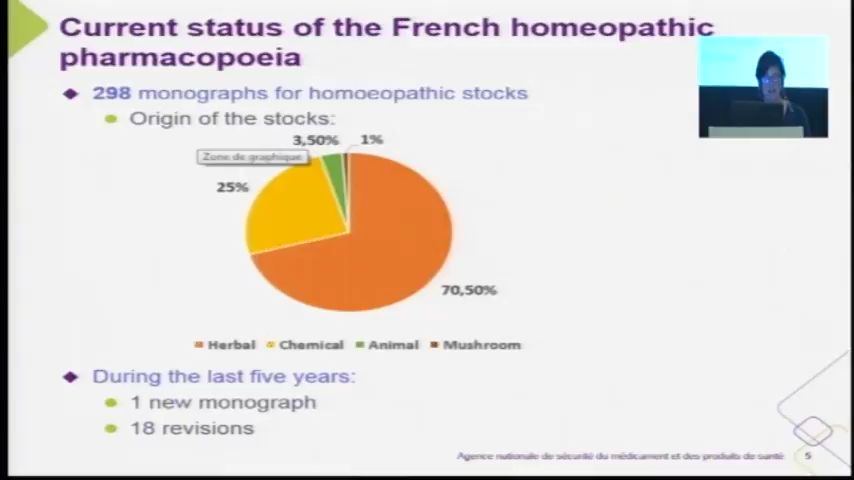 Current status of the French homeopathic
pharmacopoeia
298 monographs for homoeopathic stocks
Origin of the stocks:
3,50%
1%
Zone de graphique
25%
70,50%
Herbal Chemical Animal Mushroom
During the last five years:
1 new monograph
18 revisions
Agence nationale de sécurité du médicament et des produits de santé 5